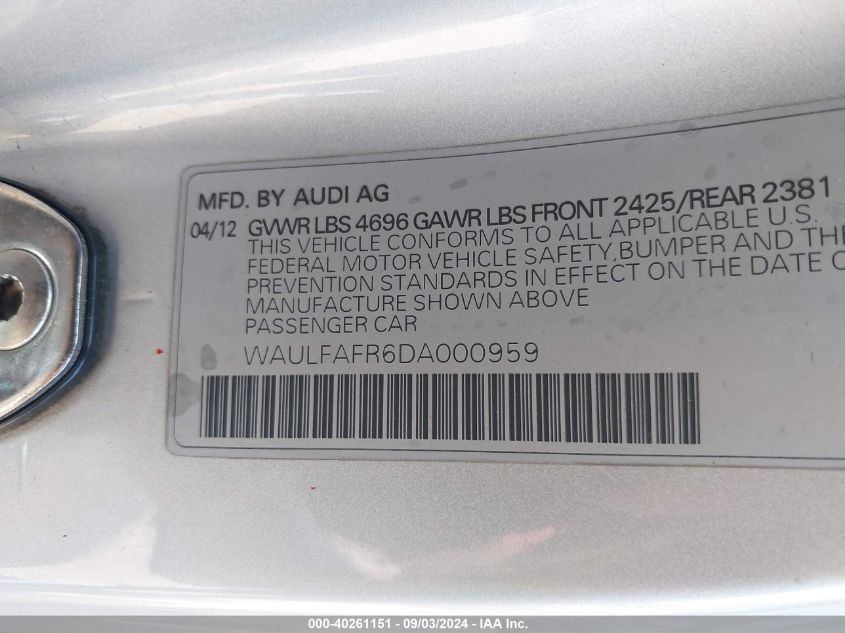 MFD. BY AUDI AG
04/12 GVWR LBS 4696 GAWR LBS FRONT 2425/REAR 2381
THIS VEHICLE CONFORMS TO ALL APPLICABLE U.S.
FEDERAL MOTOR VEHICLE SAFETY,BUMPER AND THE
PREVENTION STANDARDS IN EFFECT ON THE DATE O
MANUFACTURE SHOWN ABOVE
PASSENGER CAR
WAULFAFR6DA000959
000-40261151 - 09/03/2024 - IAA Inc.